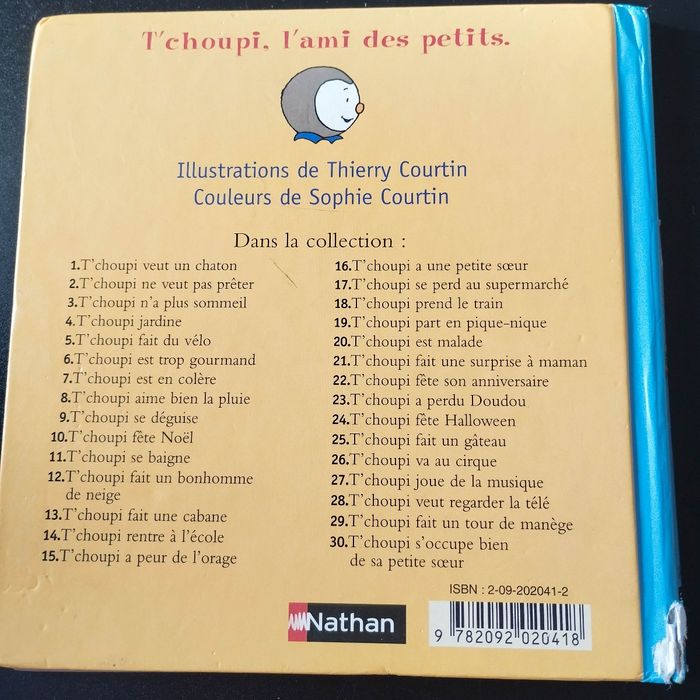 T'choupi, l'ami des petits.
Illustrations de Thierry Courtin
Couleurs de Sophie Courtin
Dans la collection :
1.T'choupi veut un chaton
2.T'choupi ne veut pas prêter
3.T'choupi n'a plus sommeil
4.T'choupi jardine
5.T'choupi fait du vélo
6.T'choupi est trop gourmand
7.T'choupi est en colère
8.T'choupi aime bien la pluie
9.T'choupi se déguise
10.T'choupi fête Noël
11.T'choupi se baigne
12.T'choupi fait un bonhomme
de neige
13.T'choupi fait une cabane
14.T'choupi rentre à l'école
15.T'choupi a peur de l'orage
16.T'choupi a une petite sœur
17.T'choupi se perd au supermarché
18.T'choupi prend le train
19.T'choupi part en pique-nique
20.T'choupi est malade
21.T'choupi fait une surprise à maman
22.T'choupi fête son anniversaire
23.T'choupi a perdu Doudou
24.T'choupi fête Halloween
25.T'choupi fait un gâteau
26.T'choupi va au cirque
27.T'choupi joue de la musique
28.T'choupi veut regarder la télé
29.T'choupi fait un tour de manège
30.T'choupi s'occupe bien
de sa petite sœur
ISBN : 2-09-202041-2
Nathan
9 782092 020418